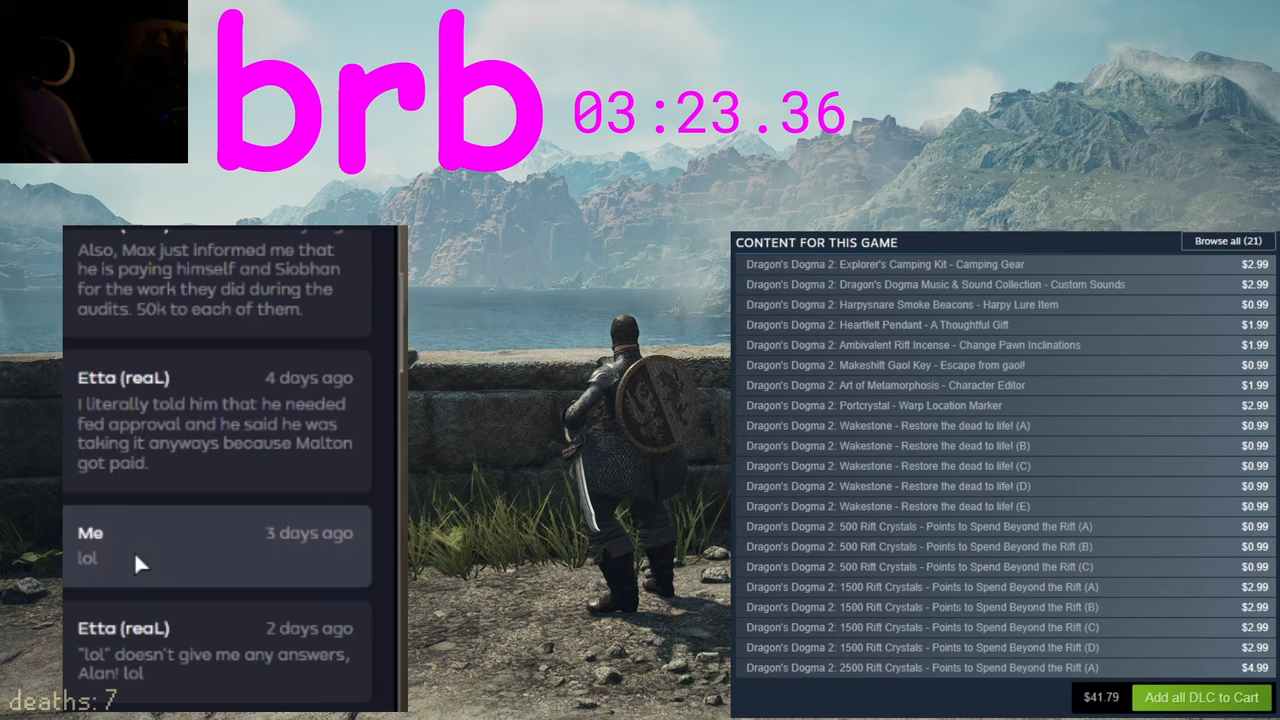 brb
03:23.36
Also, Max just informed me that
he is paying himself and Siobhan
for the work they did during the
audits. 50k to each of them.
Etta (reaL) 4 days ago
I literally told him that he needed
fed approval and he said he was
taking it anyways because Malton
got paid.
Me 3 days ago
lol
Etta (reaL) 2 days ago
"lol" doesn't give me any answers,
Alan! lol
deaths: 7
CONTENT FOR THIS GAME Browse all (21)
Dragon's Dogma 2: Explorer's Camping Kit - Camping Gear $2.99
Dragon's Dogma 2: Dragon's Dogma Music & Sound Collection - Custom Sounds $2.99
Dragon's Dogma 2: Harpysnare Smoke Beacons - Harpy Lure Item $0.99
Dragon's Dogma 2: Heartfelt Pendant - A Thoughtful Gift $1.99
Dragon's Dogma 2: Ambivalent Rift Incense - Change Pawn Inclinations $1.99
Dragon's Dogma 2: Makeshift Gaol Key - Escape from gaol! $0.99
Dragon's Dogma 2: Art of Metamorphosis - Character Editor $1.99
Dragon's Dogma 2: Portcrystal - Warp Location Marker $2.99
Dragon's Dogma 2: Wakestone - Restore the dead to life! (A) $0.99
Dragon's Dogma 2: Wakestone - Restore the dead to life! (B) $0.99
Dragon's Dogma 2: Wakestone - Restore the dead to life! (C) $0.99
Dragon's Dogma 2: Wakestone - Restore the dead to life! (D) $0.99
Dragon's Dogma 2: Wakestone - Restore the dead to life! (E) $0.99
Dragon's Dogma 2: 500 Rift Crystals - Points to Spend Beyond the Rift (A) $0.99
Dragon's Dogma 2: 500 Rift Crystals - Points to Spend Beyond the Rift (B) $0.99
Dragon's Dogma 2: 500 Rift Crystals - Points to Spend Beyond the Rift (C) $0.99
Dragon's Dogma 2: 1500 Rift Crystals - Points to Spend Beyond the Rift (A) $2.99
Dragon's Dogma 2: 1500 Rift Crystals - Points to Spend Beyond the Rift (B) $2.99
Dragon's Dogma 2: 1500 Rift Crystals - Points to Spend Beyond the Rift (C) $2.99
Dragon's Dogma 2: 1500 Rift Crystals - Points to Spend Beyond the Rift (D) $2.99
Dragon's Dogma 2: 2500 Rift Crystals - Points to Spend Beyond the Rift (A) $4.99
$41.79 Add all DLC to Cart